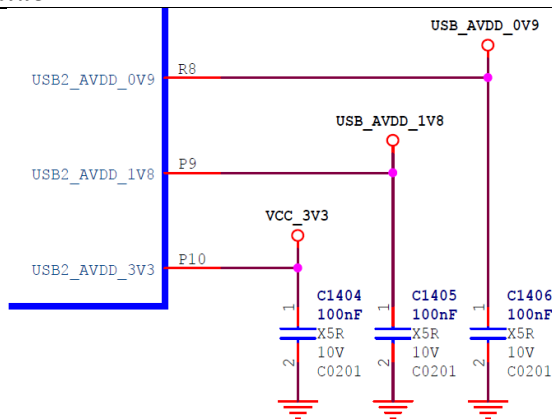 USB_AVDD_0V9
R8
USB2_AVDD_0V9
USB_AVDD_1V8
P9
USB2_AVDD_1V8
VCC_3V3
P10
USB2_AVDD_3V3
1 C1404 1 C1405 1 C1406
100nF 100nF 100nF
X5R X5R X5R
2 10V 2 10V 2 10V
C0201 C0201 C0201